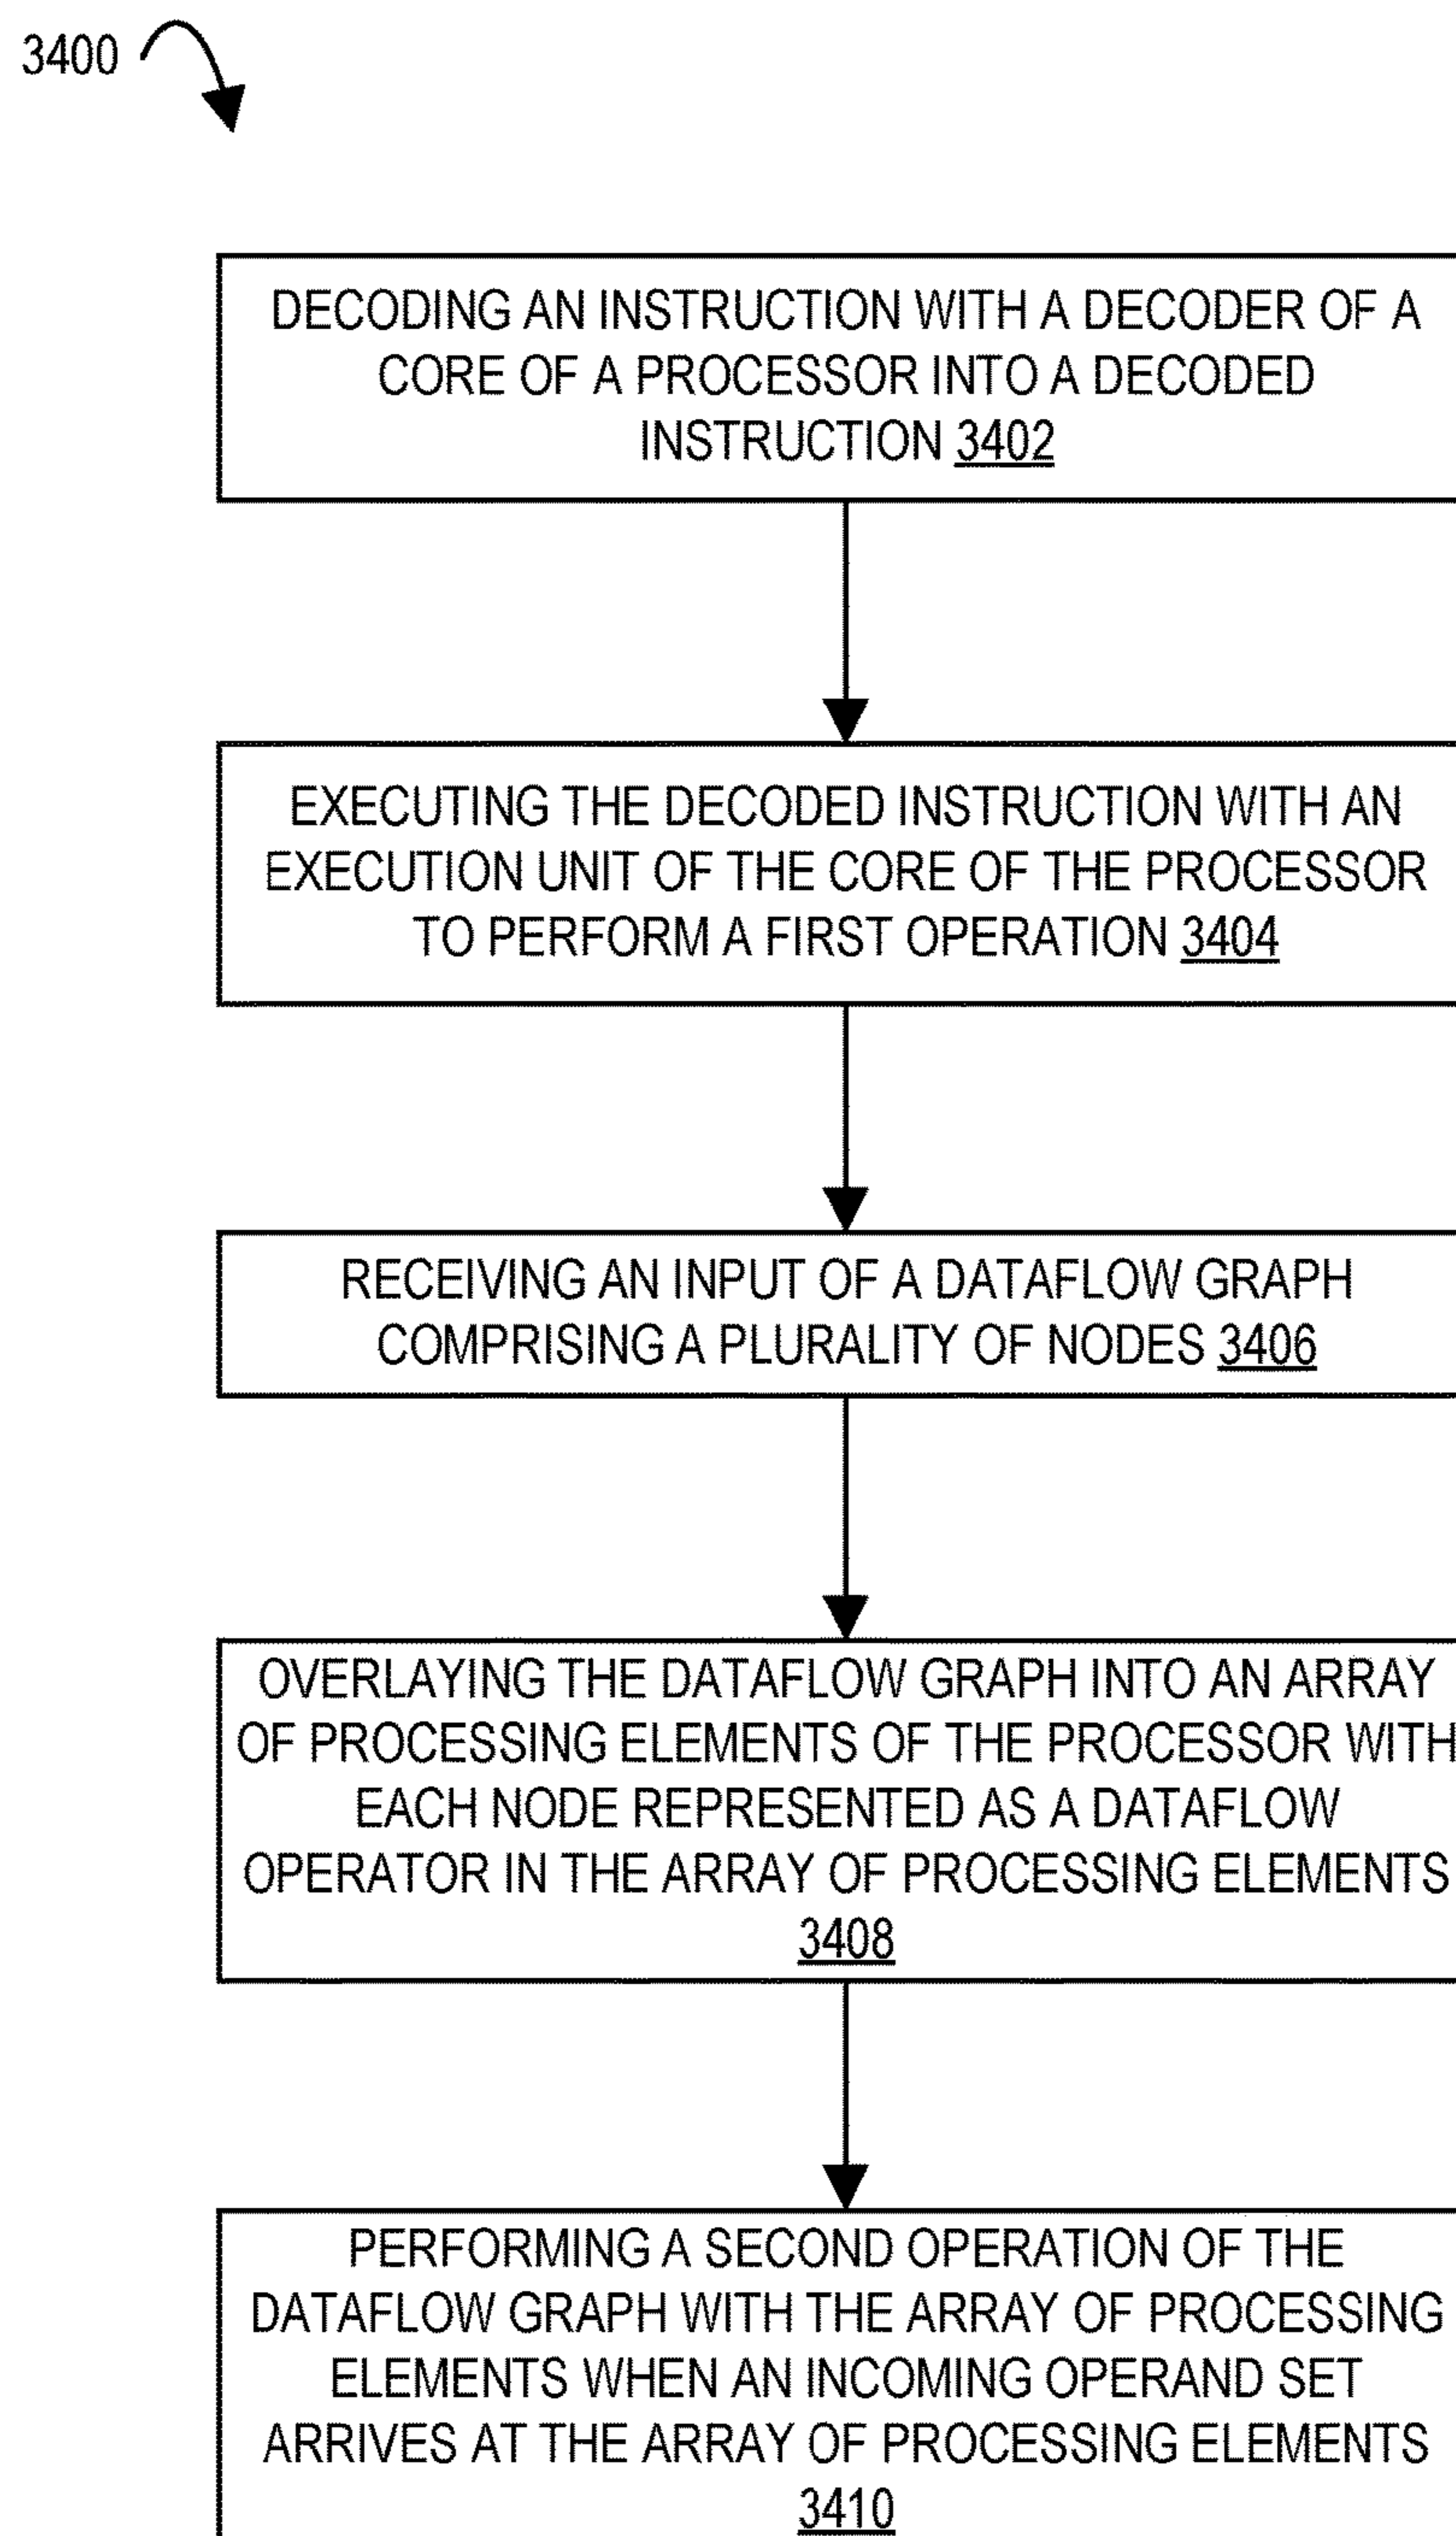 3400
DECODING AN INSTRUCTION WITH A DECODER OF A
CORE OF A PROCESSOR INTO A DECODED
INSTRUCTION 3402
EXECUTING THE DECODED INSTRUCTION WITH AN
EXECUTION UNIT OF THE CORE OF THE PROCESSOR
TO PERFORM A FIRST OPERATION 3404
RECEIVING AN INPUT OF A DATAFLOW GRAPH
COMPRISING A PLURALITY OF NODES 3406
OVERLAYING THE DATAFLOW GRAPH INTO AN ARRAY
OF PROCESSING ELEMENTS OF THE PROCESSOR WITH
EACH NODE REPRESENTED AS A DATAFLOW
OPERATOR IN THE ARRAY OF PROCESSING ELEMENTS
3408
PERFORMING A SECOND OPERATION OF THE
DATAFLOW GRAPH WITH THE ARRAY OF PROCESSING
ELEMENTS WHEN AN INCOMING OPERAND SET
ARRIVES AT THE ARRAY OF PROCESSING ELEMENTS
3410